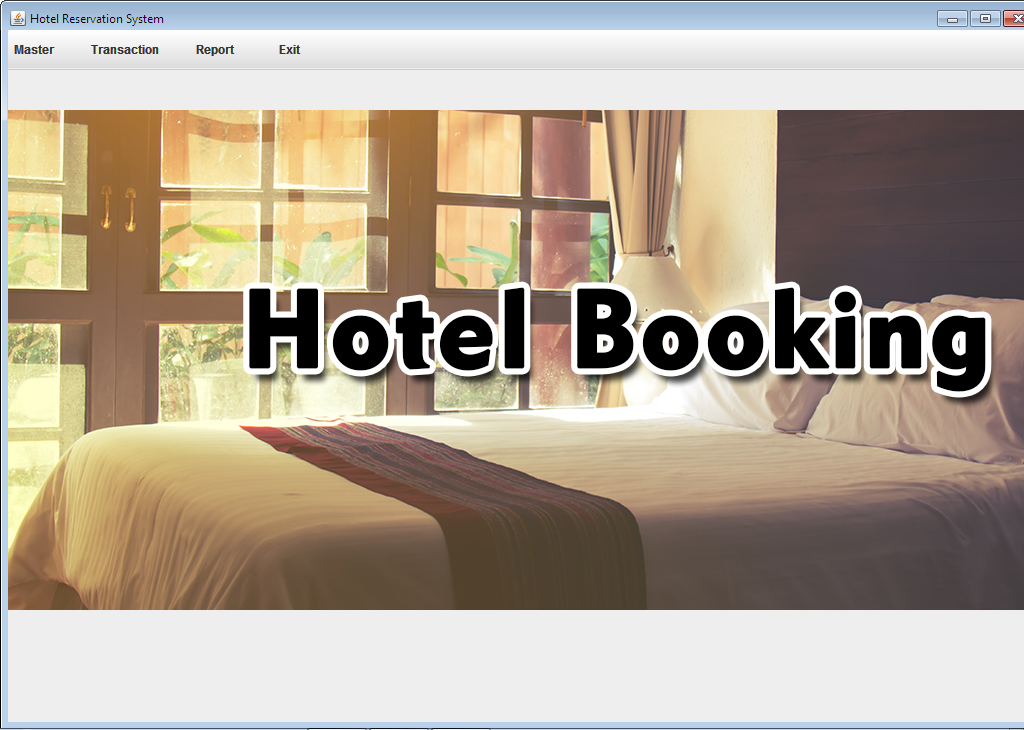 Hotel Reservation System
Master Transaction Report Exit
Hotel Booking